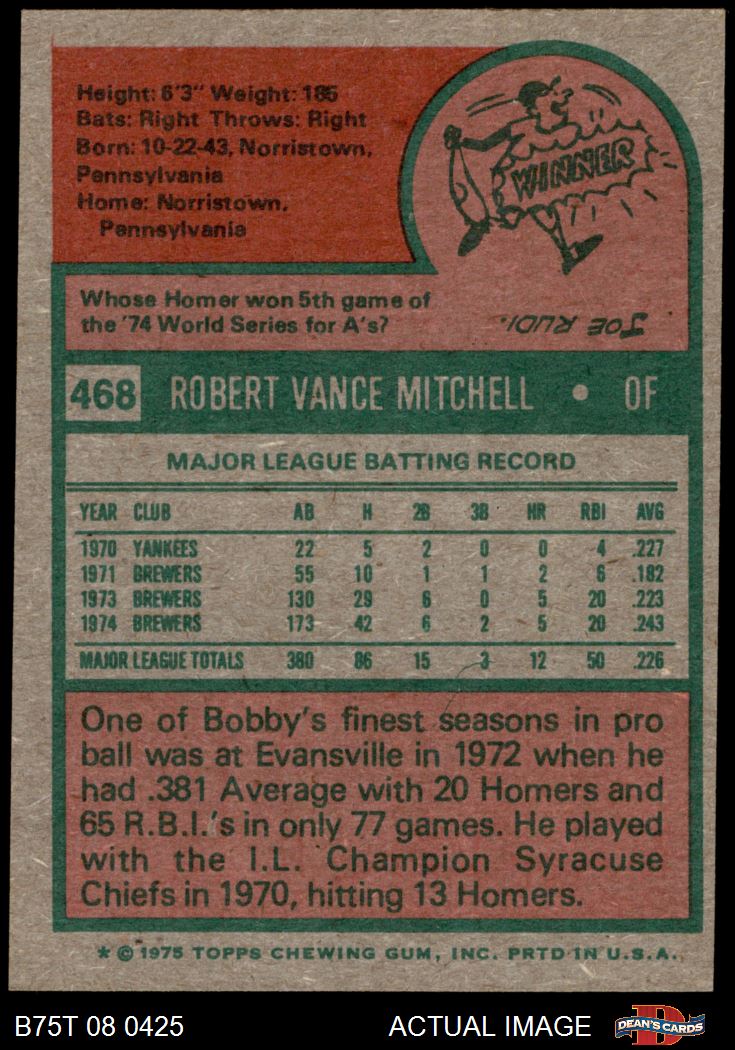 Height: 6'3" Weight: 185
Bats: Right Throws: Right
Born: 10-22-43, Norristown,
Pennsylvania
Home: Norristown,
Pennsylvania
WINNER
Whose Homer won 5th game of
the '74 World Series for A's?
JOE RUDI.
468 ROBERT VANCE MITCHELL • OF
MAJOR LEAGUE BATTING RECORD
YEAR CLUB AB H 2B 3B HR RBI AVG
1970 YANKEES 22 5 2 0 0 4 .227
1971 BREWERS 55 10 1 1 2 6 .182
1973 BREWERS 130 29 6 0 5 20 .223
1974 BREWERS 173 42 6 2 5 20 .243
MAJOR LEAGUE TOTALS 380 86 15 3 12 50 .226
One of Bobby's finest seasons in pro
ball was at Evansville in 1972 when he
had .381 Average with 20 Homers and
65 R.B.I.'s in only 77 games. He played
with the I.L. Champion Syracuse
Chiefs in 1970, hitting 13 Homers.
* © 1975 TOPPS CHEWING GUM, INC. PRTD IN U.S.A.
B75T 08 0425 ACTUAL IMAGE DEAN'S CARDS